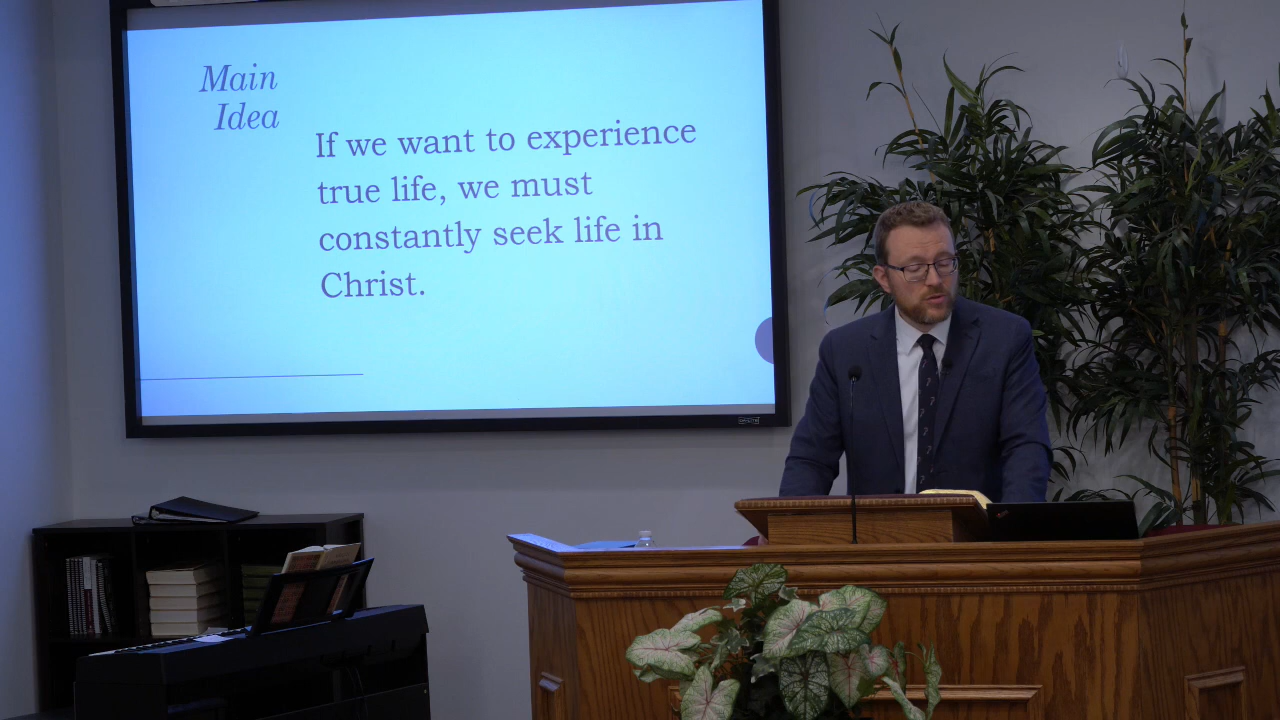 Main
Idea
If we want to experience
true life, we must
constantly seek life in
Christ.